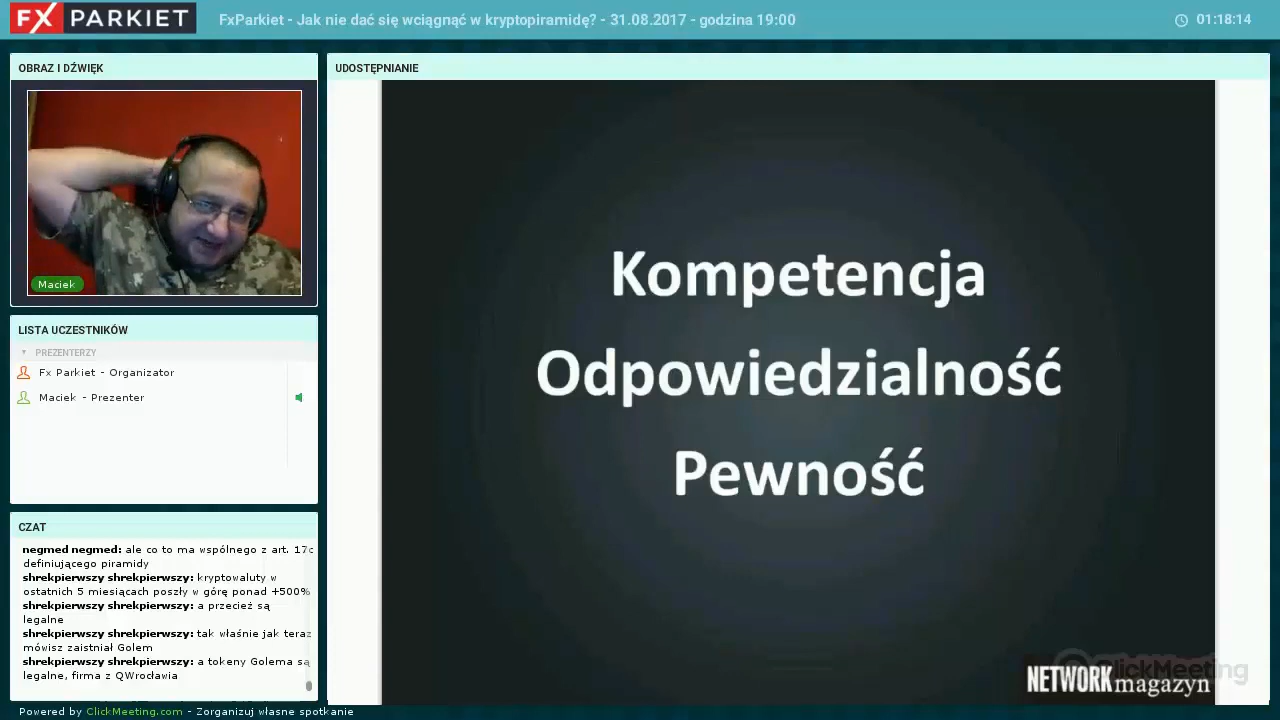 FX PARKIET
FxParkiet - Jak nie dać się wciągnąć w kryptopiramidę? - 31.08.2017 - godzina 19:00
01:18:14
OBRAZ I DŹWIĘK
Maciek
LISTA UCZESTNIKÓW
PREZENTERZY
Fx Parkiet - Organizator
Maciek - Prezenter
CZAT
negmed negmed: ale co to ma wspólnego z art. 17c
definiującego piramidy
shrekpierwszy shrekpierwszy: kryptowaluty w
ostatnich 5 miesiącach poszły w górę ponad +500%
shrekpierwszy shrekpierwszy: a przecież są
legalne
shrekpierwszy shrekpierwszy: tak właśnie jak teraz
mówisz zaistniał Golem
shrekpierwszy shrekpierwszy: a tokeny Golema są
legalne, firma z QWrocławia
UDOSTĘPNIANIE
Kompetencja
Odpowiedzialność
Pewność
ClickMeeting
NETWORK magazyn
Powered by ClickMeeting.com - Zorganizuj własne spotkanie